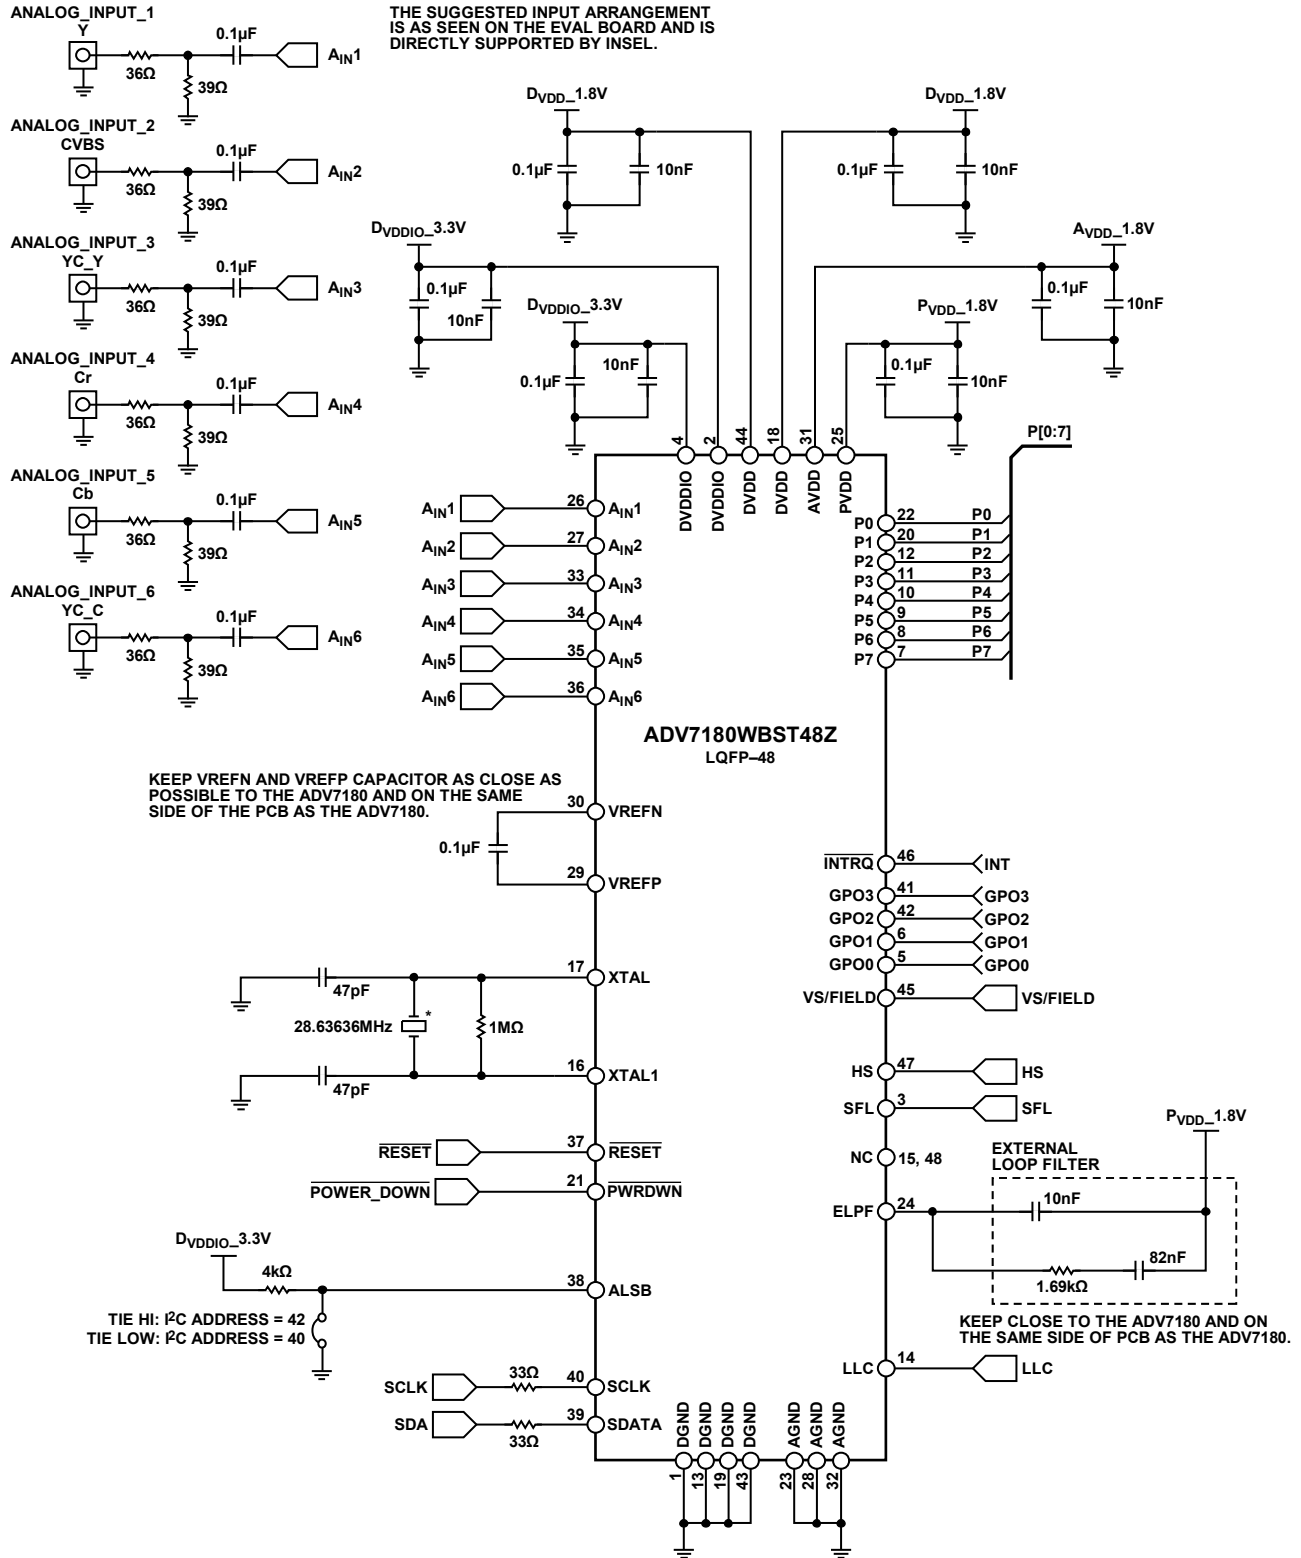 ANALOG_INPUT_1
Y
0.1µF
36Ω
39Ω
AIN1
ANALOG_INPUT_2
CVBS
0.1µF
36Ω
39Ω
AIN2
ANALOG_INPUT_3
YC_Y
0.1µF
36Ω
39Ω
AIN3
ANALOG_INPUT_4
Cr
0.1µF
36Ω
39Ω
AIN4
ANALOG_INPUT_5
Cb
0.1µF
36Ω
39Ω
AIN5
ANALOG_INPUT_6
YC_C
0.1µF
36Ω
39Ω
AIN6
THE SUGGESTED INPUT ARRANGEMENT
IS AS SEEN ON THE EVAL BOARD AND IS
DIRECTLY SUPPORTED BY INSEL.
DVDD_1.8V
0.1µF
10nF
DVDD_1.8V
0.1µF
10nF
DVDDIO_3.3V
0.1µF
10nF
DVDDIO_3.3V
0.1µF
10nF
AVDD_1.8V
0.1µF
10nF
PVDD_1.8V
0.1µF
10nF
4
2
44
18
31
25
DVDDIO
DVDDIO
DVDD
DVDD
AVDD
PVDD
P[0:7]
AIN1 26 AIN1
AIN2 27 AIN2
AIN3 33 AIN3
AIN4 34 AIN4
AIN5 35 AIN5
AIN6 36 AIN6
P0 22 P0
P1 20 P1
P2 12 P2
P3 11 P3
P4 10 P4
P5 9 P5
P6 8 P6
P7 7 P7
ADV7180WBST48Z
LQFP–48
KEEP VREFN AND VREFP CAPACITOR AS CLOSE AS
POSSIBLE TO THE ADV7180 AND ON THE SAME
SIDE OF THE PCB AS THE ADV7180.
30 VREFN
0.1µF
29 VREFP
INTRQ 46 INT
GPO3 41 GPO3
GPO2 42 GPO2
GPO1 6 GPO1
GPO0 5 GPO0
VS/FIELD 45 VS/FIELD
17 XTAL
47pF
28.63636MHz
*
1MΩ
16 XTAL1
47pF
HS 47 HS
SFL 3 SFL
RESET 37 RESET
POWER_DOWN 21 PWRDWN
NC 15, 48
ELPF 24
PVDD_1.8V
EXTERNAL
LOOP FILTER
10nF
82nF
1.69kΩ
KEEP CLOSE TO THE ADV7180 AND ON
THE SAME SIDE OF PCB AS THE ADV7180.
DVDDIO_3.3V
4kΩ
38 ALSB
TIE HI: I2C ADDRESS = 42
TIE LOW: I2C ADDRESS = 40
LLC 14 LLC
SCLK 33Ω 40 SCLK
SDA 33Ω 39 SDATA
DGND
DGND
DGND
DGND
AGND
AGND
AGND
1
13
19
43
23
28
32